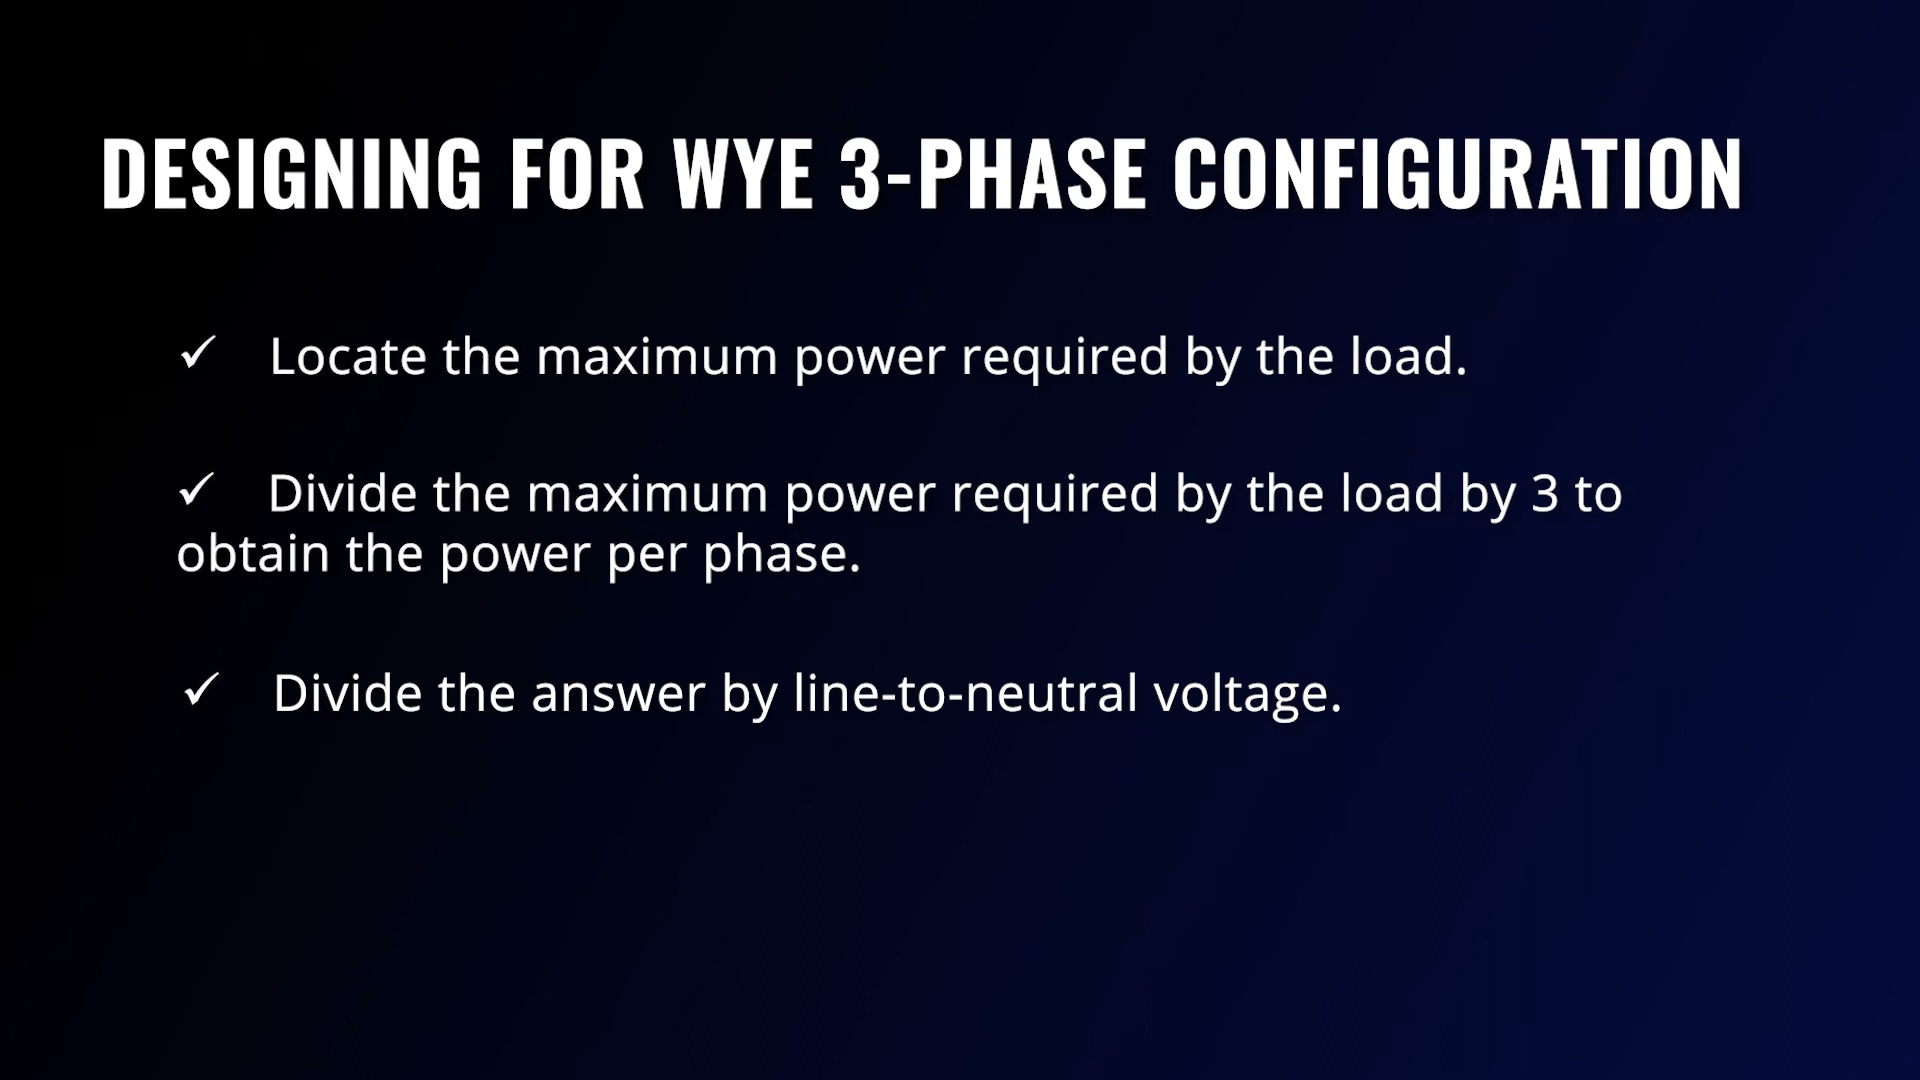 DESIGNING FOR WYE 3-PHASE CONFIGURATION
✓ Locate the maximum power required by the load.
✓ Divide the maximum power required by the load by 3 to
obtain the power per phase.
✓ Divide the answer by line-to-neutral voltage.